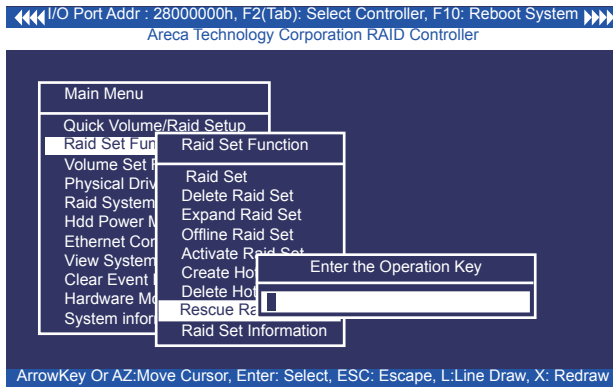 I/O Port Addr : 28000000h, F2(Tab): Select Controller, F10: Reboot System
Areca Technology Corporation RAID Controller
Main Menu
Quick Volume/Raid Setup
Raid Set Fun
Volume Set F
Physical Driv
Raid System
Hdd Power M
Ethernet Con
View System
Clear Event
Hardware Mo
System infor
Raid Set Function
Raid Set
Delete Raid Set
Expand Raid Set
Offline Raid Set
Activate Raid Set
Create Hot
Delete Hot
Rescue Ra
Raid Set Information
Enter the Operation Key
ArrowKey Or AZ:Move Cursor, Enter: Select, ESC: Escape, L:Line Draw, X: Redraw